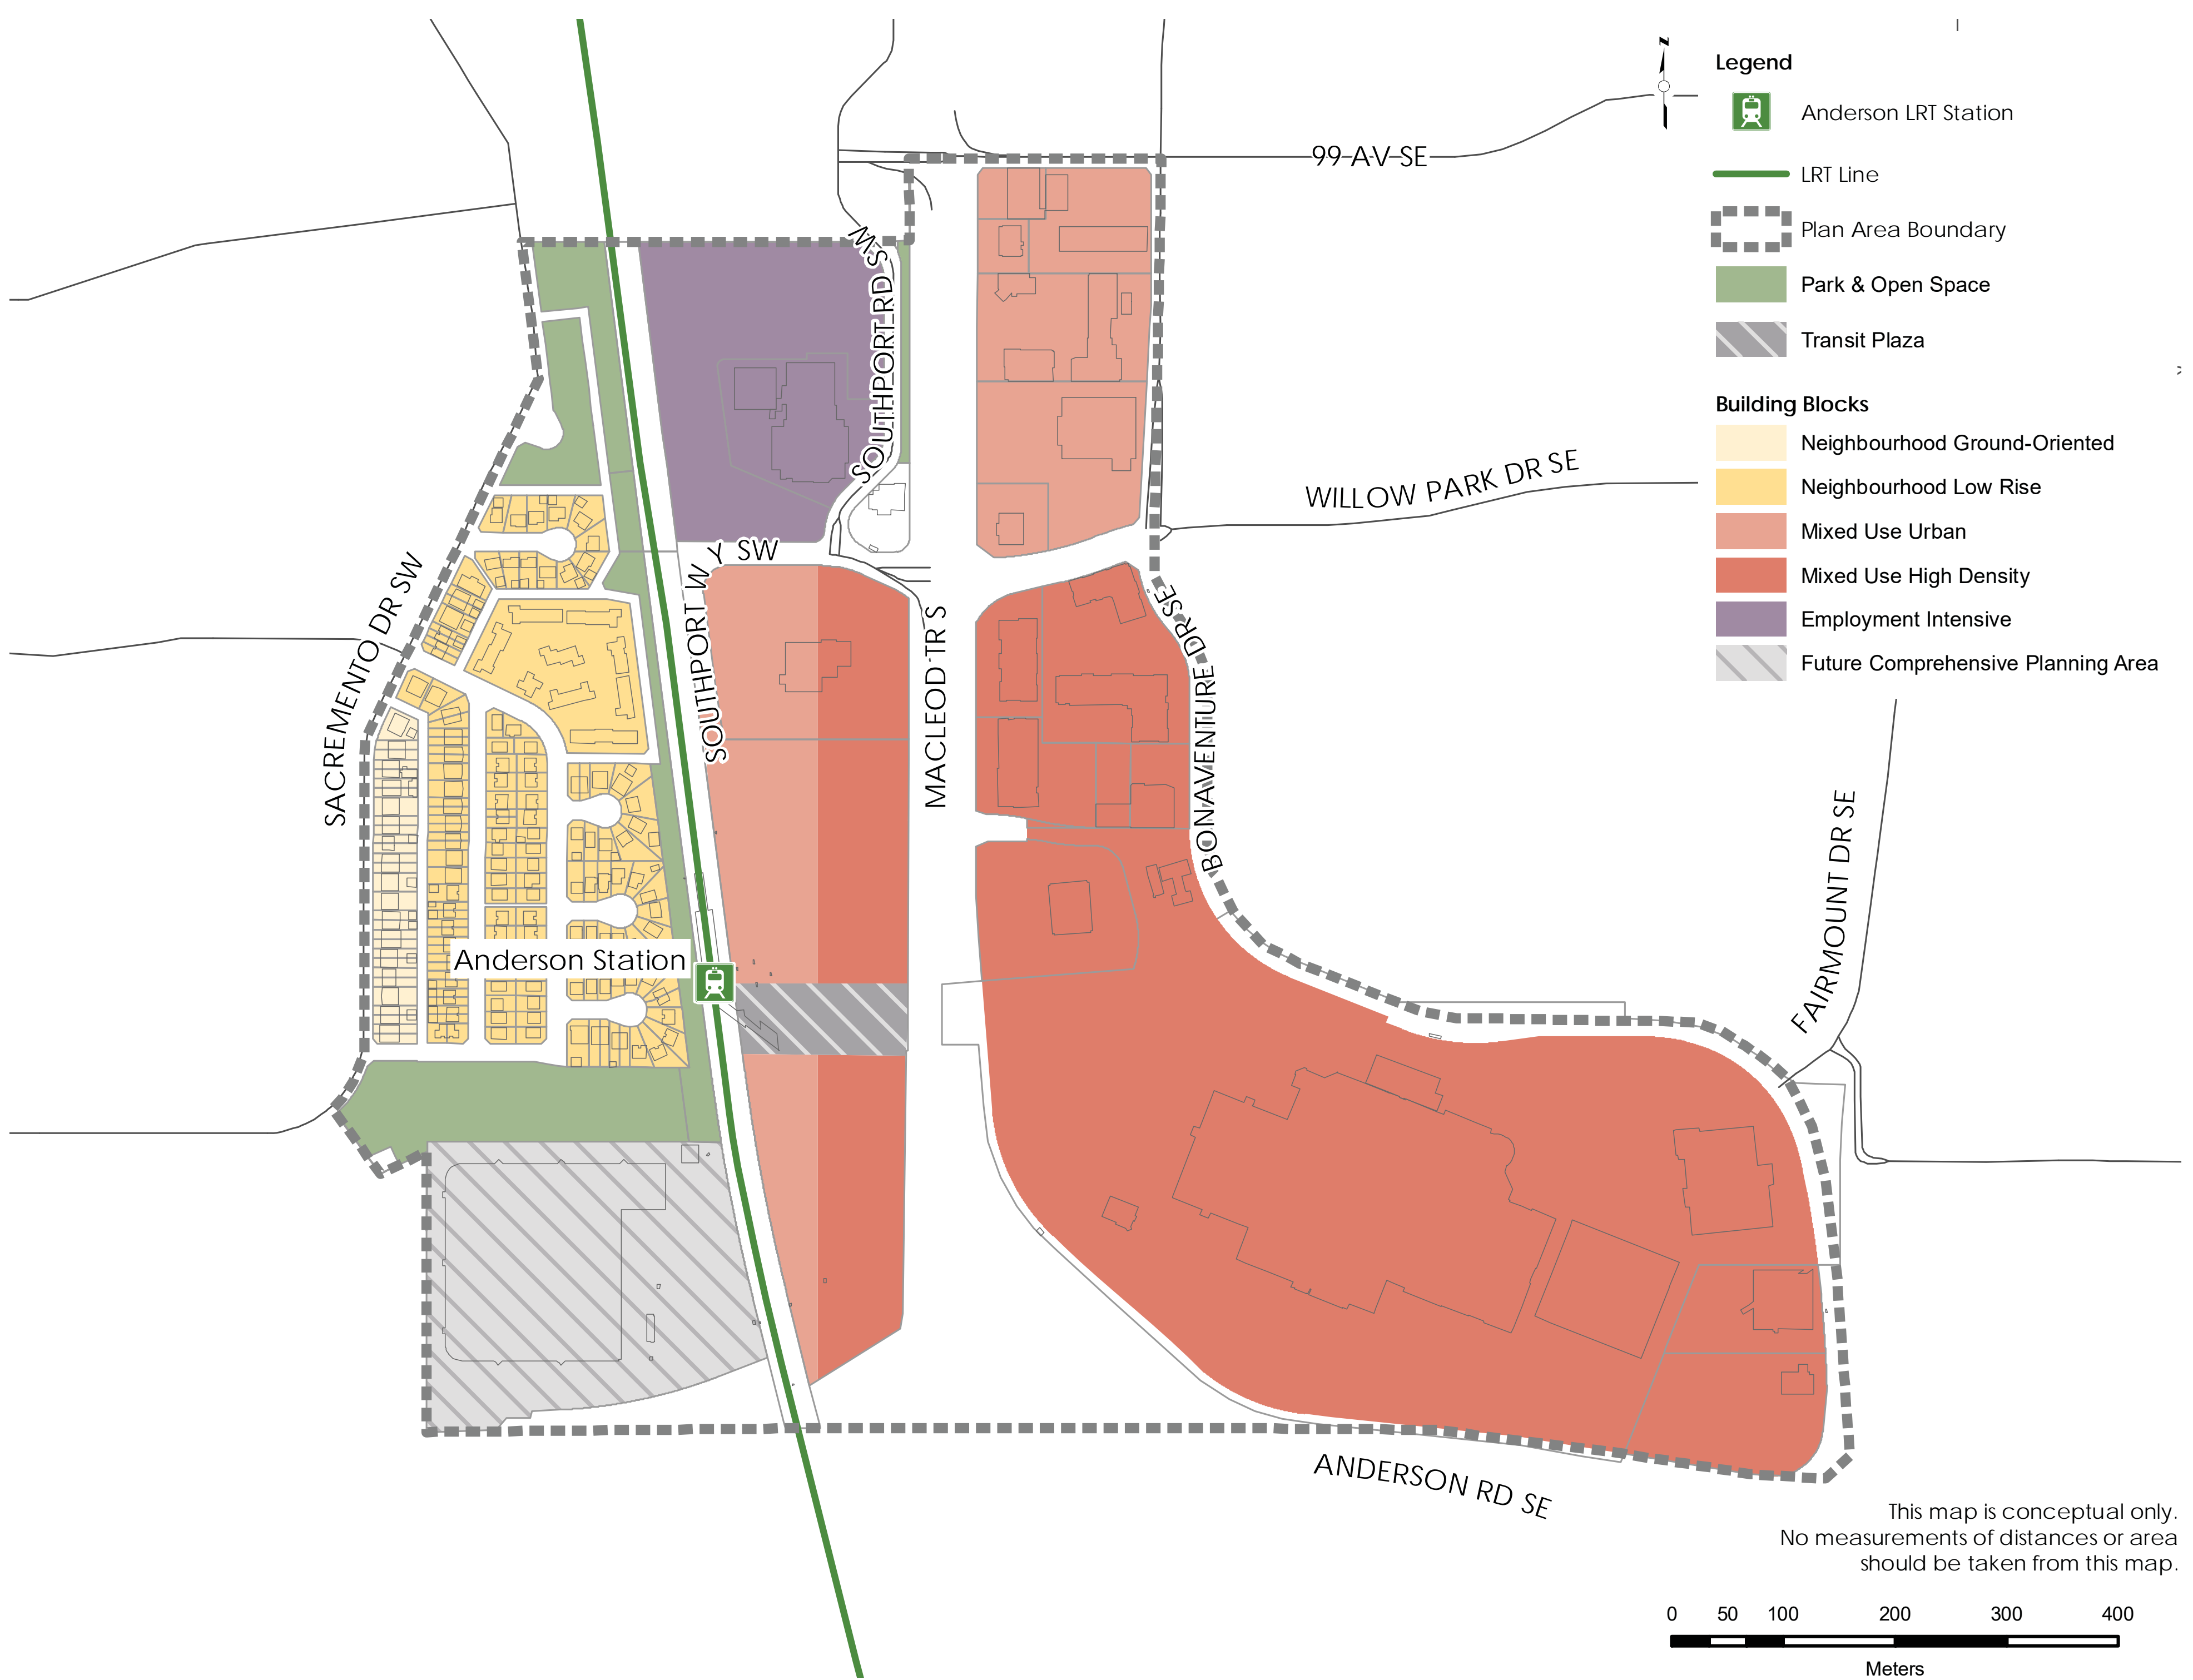 Legend
Anderson LRT Station
LRT Line
Plan Area Boundary
Park & Open Space
Transit Plaza
Building Blocks
Neighbourhood Ground-Oriented
Neighbourhood Low Rise
Mixed Use Urban
Mixed Use High Density
Employment Intensive
Future Comprehensive Planning Area
N
99 AV SE
SOUTHPORT RD SW
WILLOW PARK DR SE
SOUTHPORT WY SW
SACREMENTO DR SW
MACLEOD TR S
BONAVENTURE DR SE
FAIRMOUNT DR SE
Anderson Station
ANDERSON RD SE
This map is conceptual only.
No measurements of distances or area
should be taken from this map.
0 50 100 200 300 400
Meters